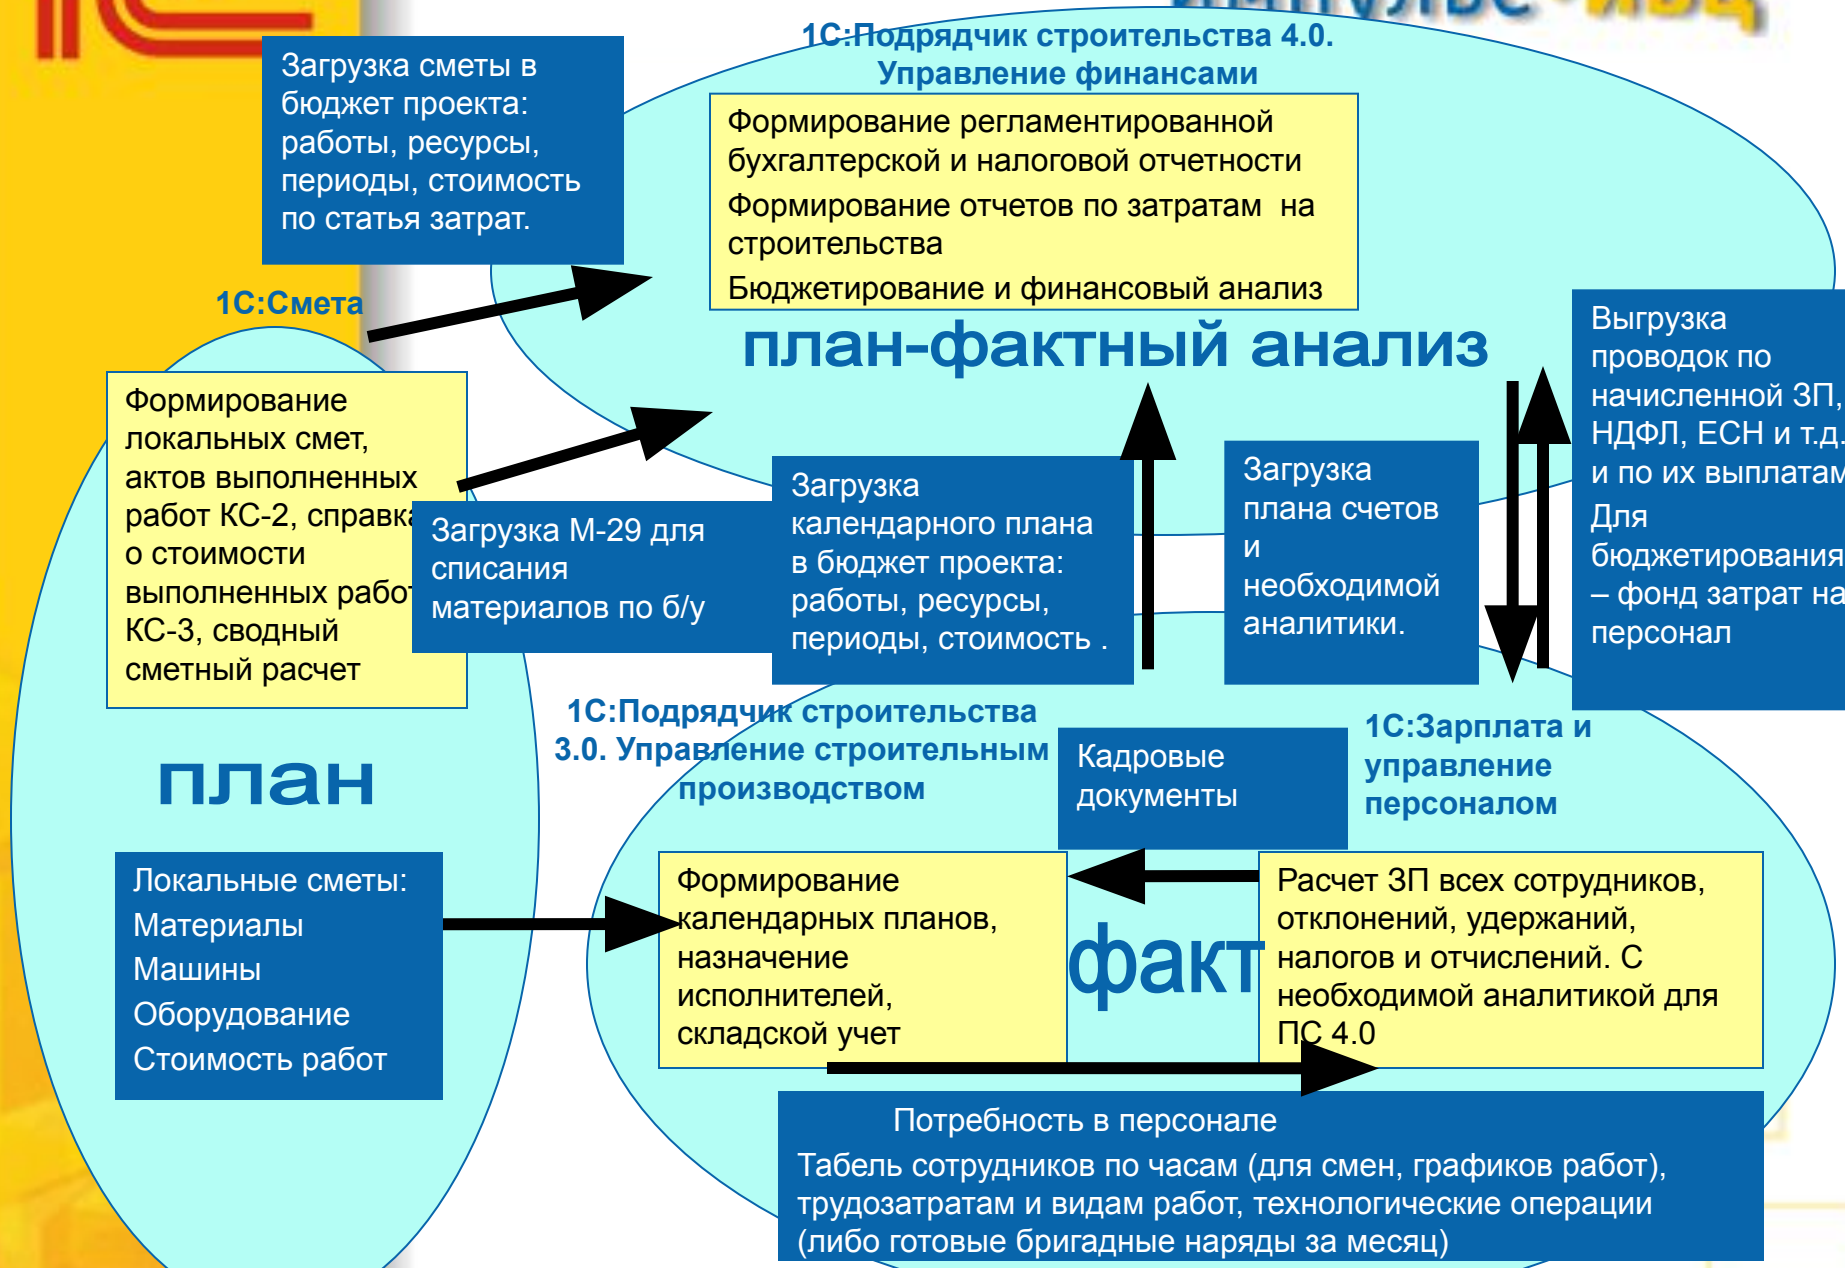 1С:Подрядчик строительства 4.0.
Управление финансами
Загрузка сметы в
бюджет проекта:
работы, ресурсы,
периоды, стоимость
по статья затрат.
Формирование регламентированной
бухгалтерской и налоговой отчетности
Формирование отчетов по затратам на
строительства
Бюджетирование и финансовый анализ
план-фактный анализ
1С:Смета
Формирование
локальных смет,
актов выполненных
работ КС-2, справка
о стоимости
выполненных работ
КС-3, сводный
сметный расчет
Загрузка М-29 для
списания
материалов по б/у
Загрузка
календарного плана
в бюджет проекта:
работы, ресурсы,
периоды, стоимость .
Загрузка
плана счетов
и
необходимой
аналитики.
Выгрузка
проводок по
начисленной ЗП,
НДФЛ, ЕСН и т.д.
и по их выплатам
Для
бюджетирования
– фонд затрат на
персонал
план
Локальные сметы:
Материалы
Машины
Оборудование
Стоимость работ
1С:Подрядчик строительства
3.0. Управление строительным
производством
Кадровые
документы
1С:Зарплата и
управление
персоналом
Формирование
календарных планов,
назначение
исполнителей,
складской учет
факт
Расчет ЗП всех сотрудников,
отклонений, удержаний,
налогов и отчислений. С
необходимой аналитикой для
ПС 4.0
Потребность в персонале
Табель сотрудников по часам (для смен, графиков работ),
трудозатратам и видам работ, технологические операции
(либо готовые бригадные наряды за месяц)